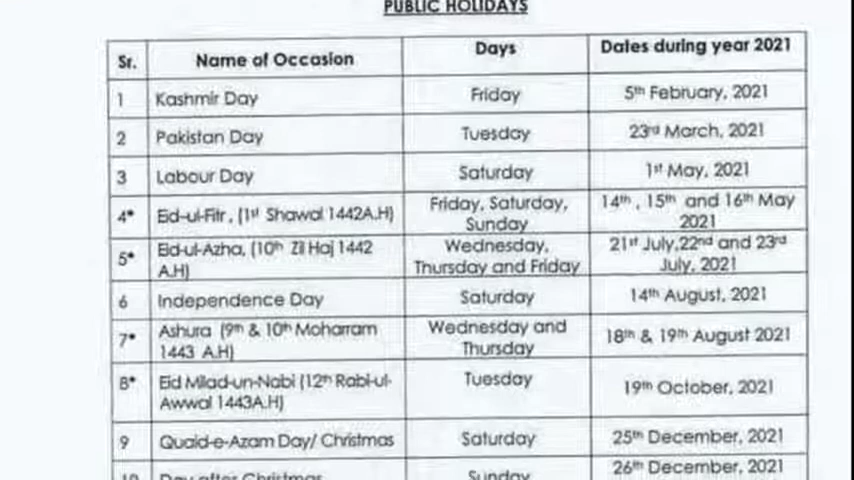 PUBLIC HOLIDAYS
Sr. Name of Occasion Days Dates during year 2021
1 Kashmir Day Friday 5th February, 2021
2 Pakistan Day Tuesday 23rd March, 2021
3 Labour Day Saturday 1st May, 2021
4* Eid-ul-Fitr, (1st Shawal 1442A.H) Friday, Saturday, Sunday 14th, 15th and 16th May 2021
5* Eid-ul-Azha, (10th Zil Haj 1442 A.H) Wednesday, Thursday and Friday 21st July,22nd and 23rd July, 2021
6 Independence Day Saturday 14th August, 2021
7* Ashura (9th & 10th Moharram 1443 A.H) Wednesday and Thursday 18th & 19th August 2021
8* Eid Milad-un-Nabi (12th Rabi-ul-Awwal 1443A.H) Tuesday 19th October, 2021
9 Quaid-e-Azam Day/ Christmas Saturday 25th December, 2021
10 Day after Christmas Sunday 26th December, 2021